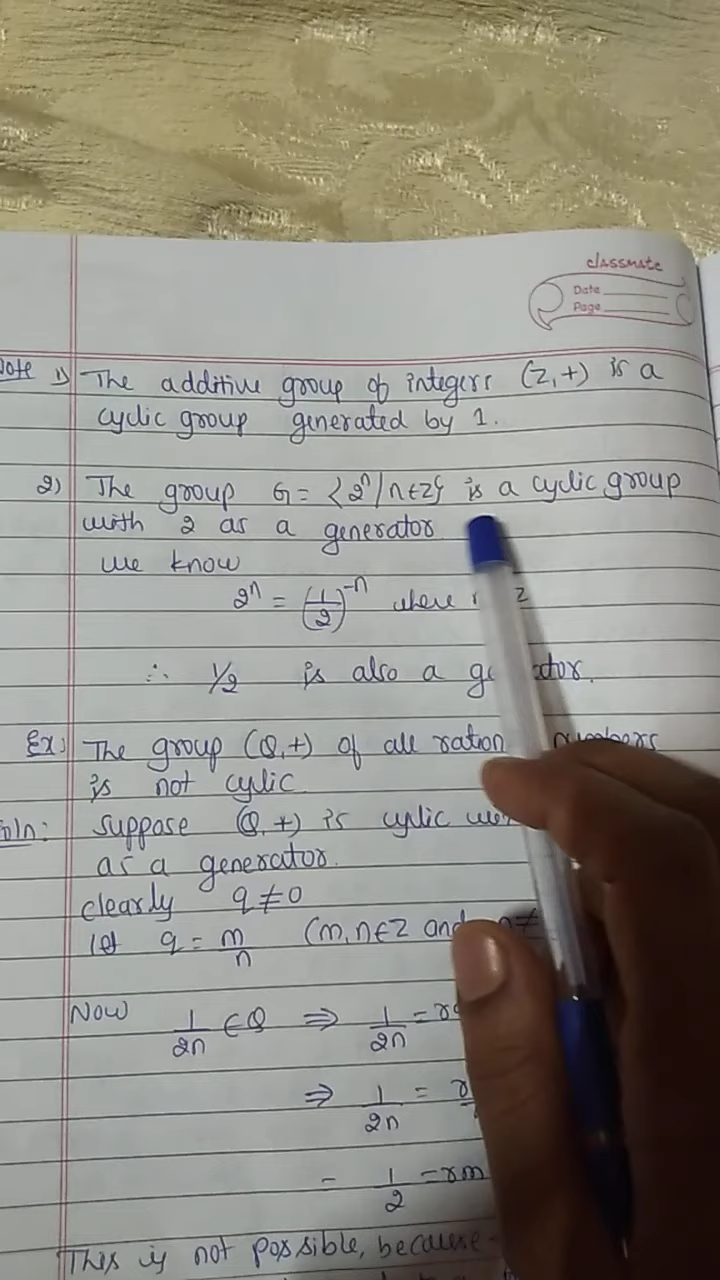 classmate
Date
Page
Note 1) The additive group of integers (Z,+) is a
cyclic group generated by 1.
2) The group G = {2ⁿ/n∈Z} is a cyclic group
with 2 as a generator
we know
2ⁿ = (1/2)⁻ⁿ where Z
∴ 1/2 is also a
Ex: The group (Q,+) of all numbers
is not cyclic
Soln: Suppose (Q,+) is cyclic
as a generator.
clearly q≠0
let q = m/n (m,n∈Z and n≠
Now 1/2n ∈Q ⇒ 1/2n =
⇒ 1/2n =
= 1/2 = rm
This is not possible, because